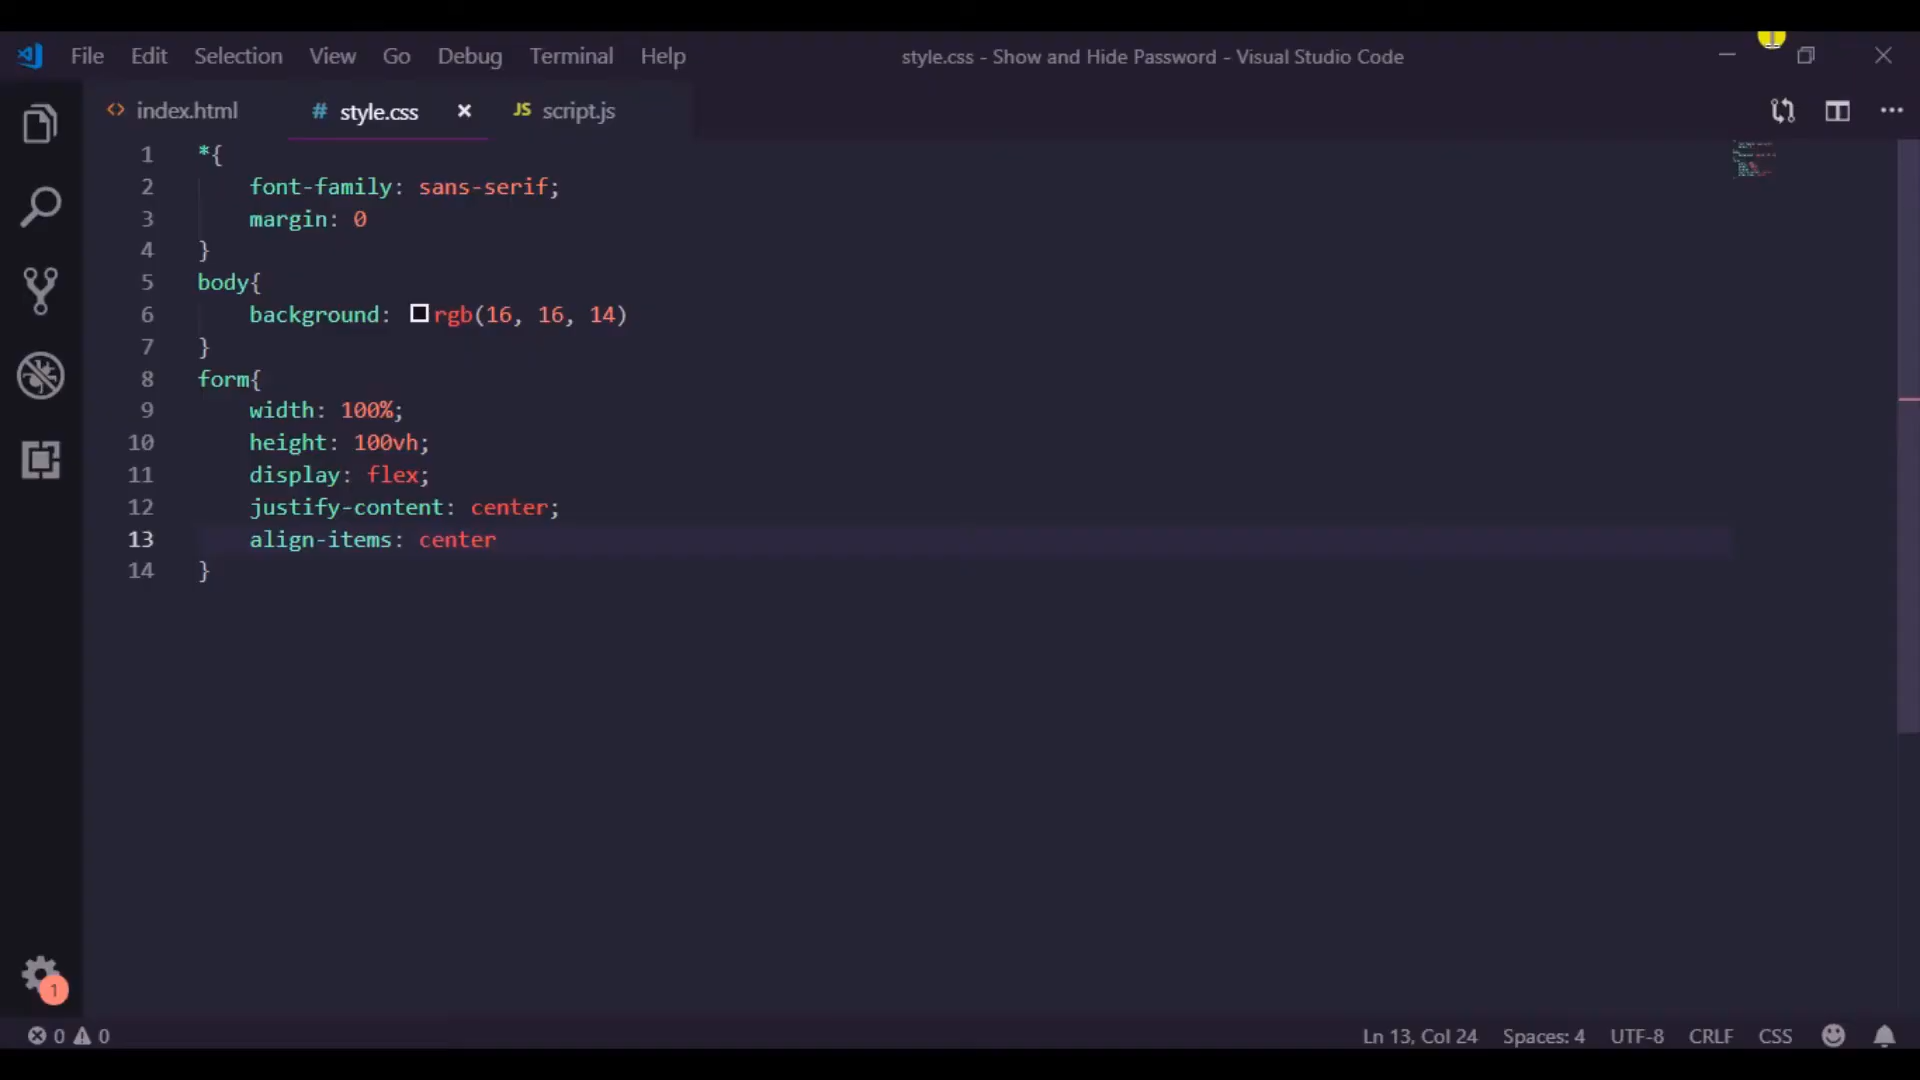 File Edit Selection View Go Debug Terminal Help style.css - Show and Hide Password - Visual Studio Code
<> index.html # style.css × JS script.js
1 *{
2 font-family: sans-serif;
3 margin: 0
4 }
5 body{
6 background: rgb(16, 16, 14)
7 }
8 form{
9 width: 100%;
10 height: 100vh;
11 display: flex;
12 justify-content: center;
13 align-items: center
14 }
1
0 0 Ln 13, Col 24 Spaces: 4 UTF-8 CRLF CSS